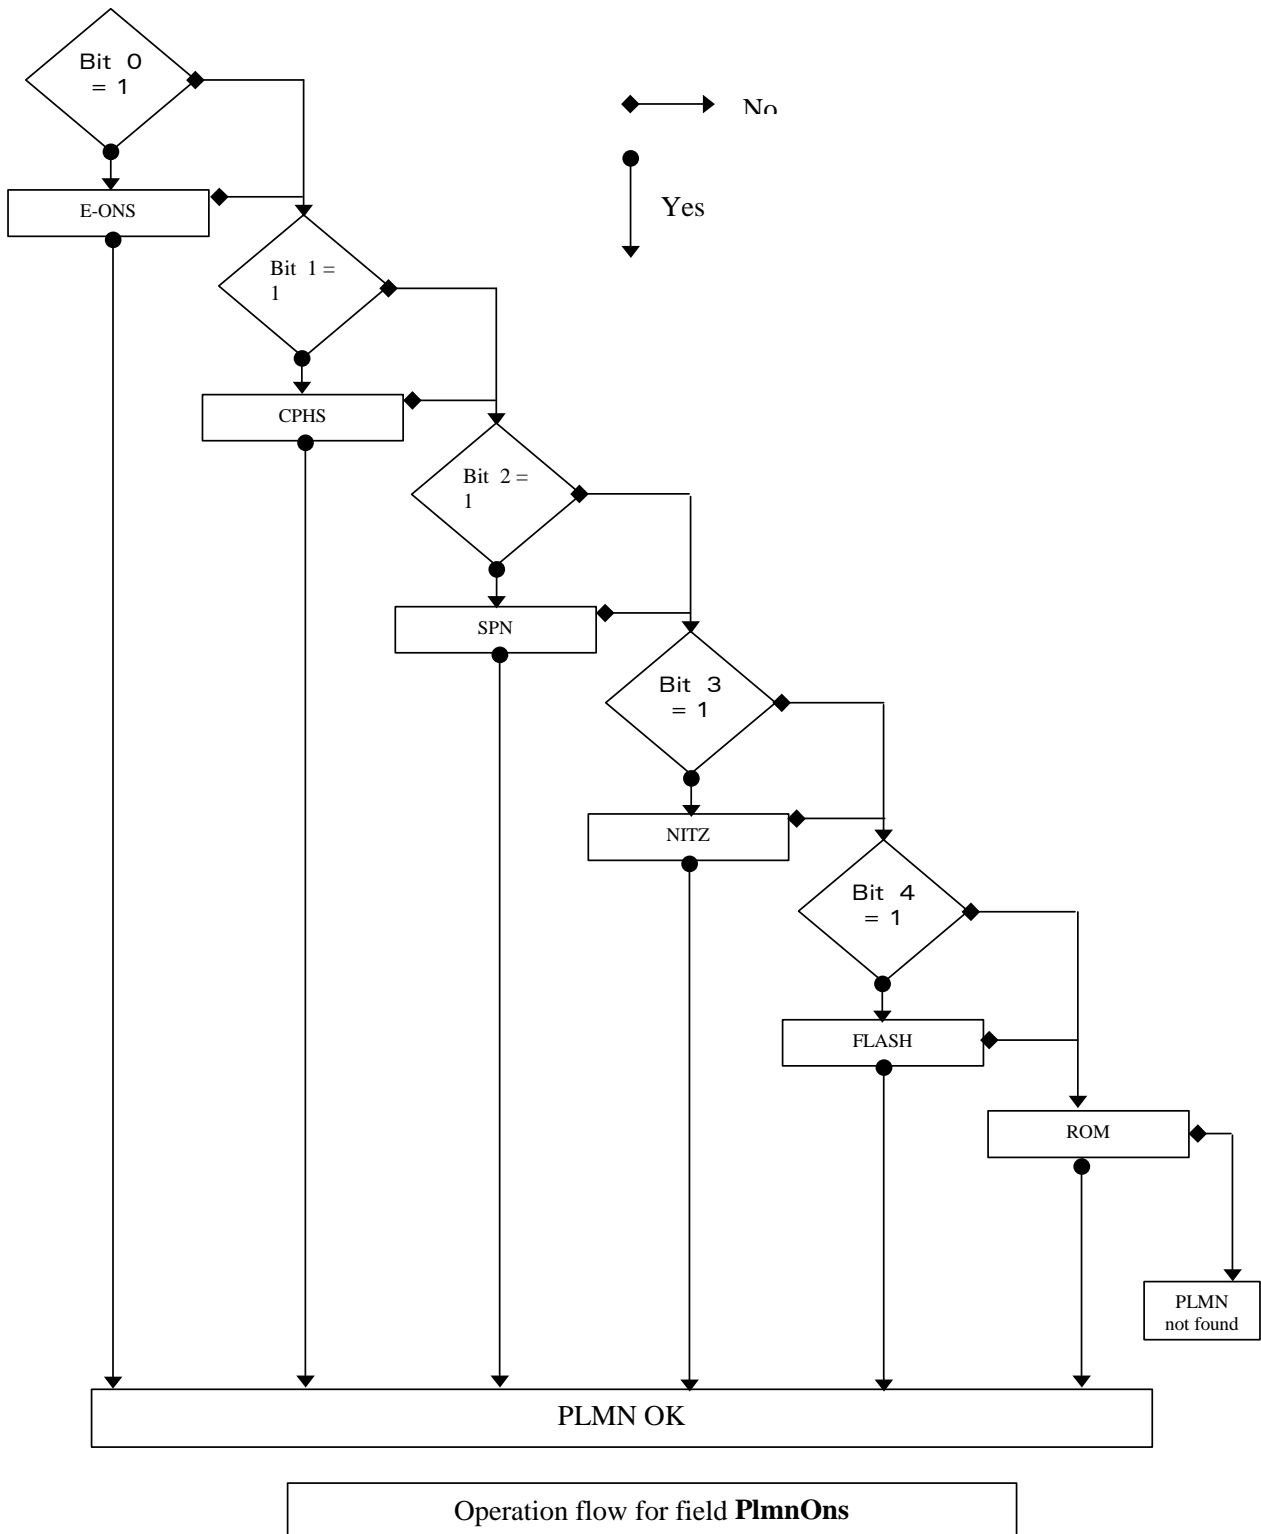 Bit 0
= 1
No
Yes
E-ONS
Bit 1 =
1
CPHS
Bit 2 =
1
SPN
Bit 3
= 1
NITZ
Bit 4
= 1
FLASH
ROM
PLMN
not found
PLMN OK
Operation flow for field PlmnOns